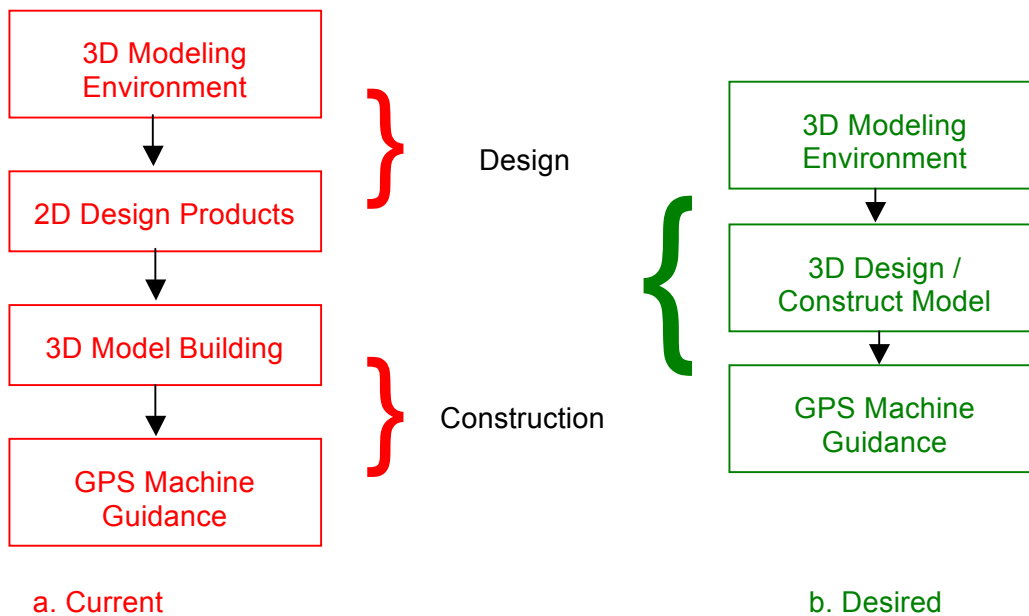 3D Modeling
Environment
2D Design Products
3D Model Building
GPS Machine
Guidance
a. Current
Design
Construction
3D Modeling
Environment
3D Design /
Construct Model
GPS Machine
Guidance
b. Desired